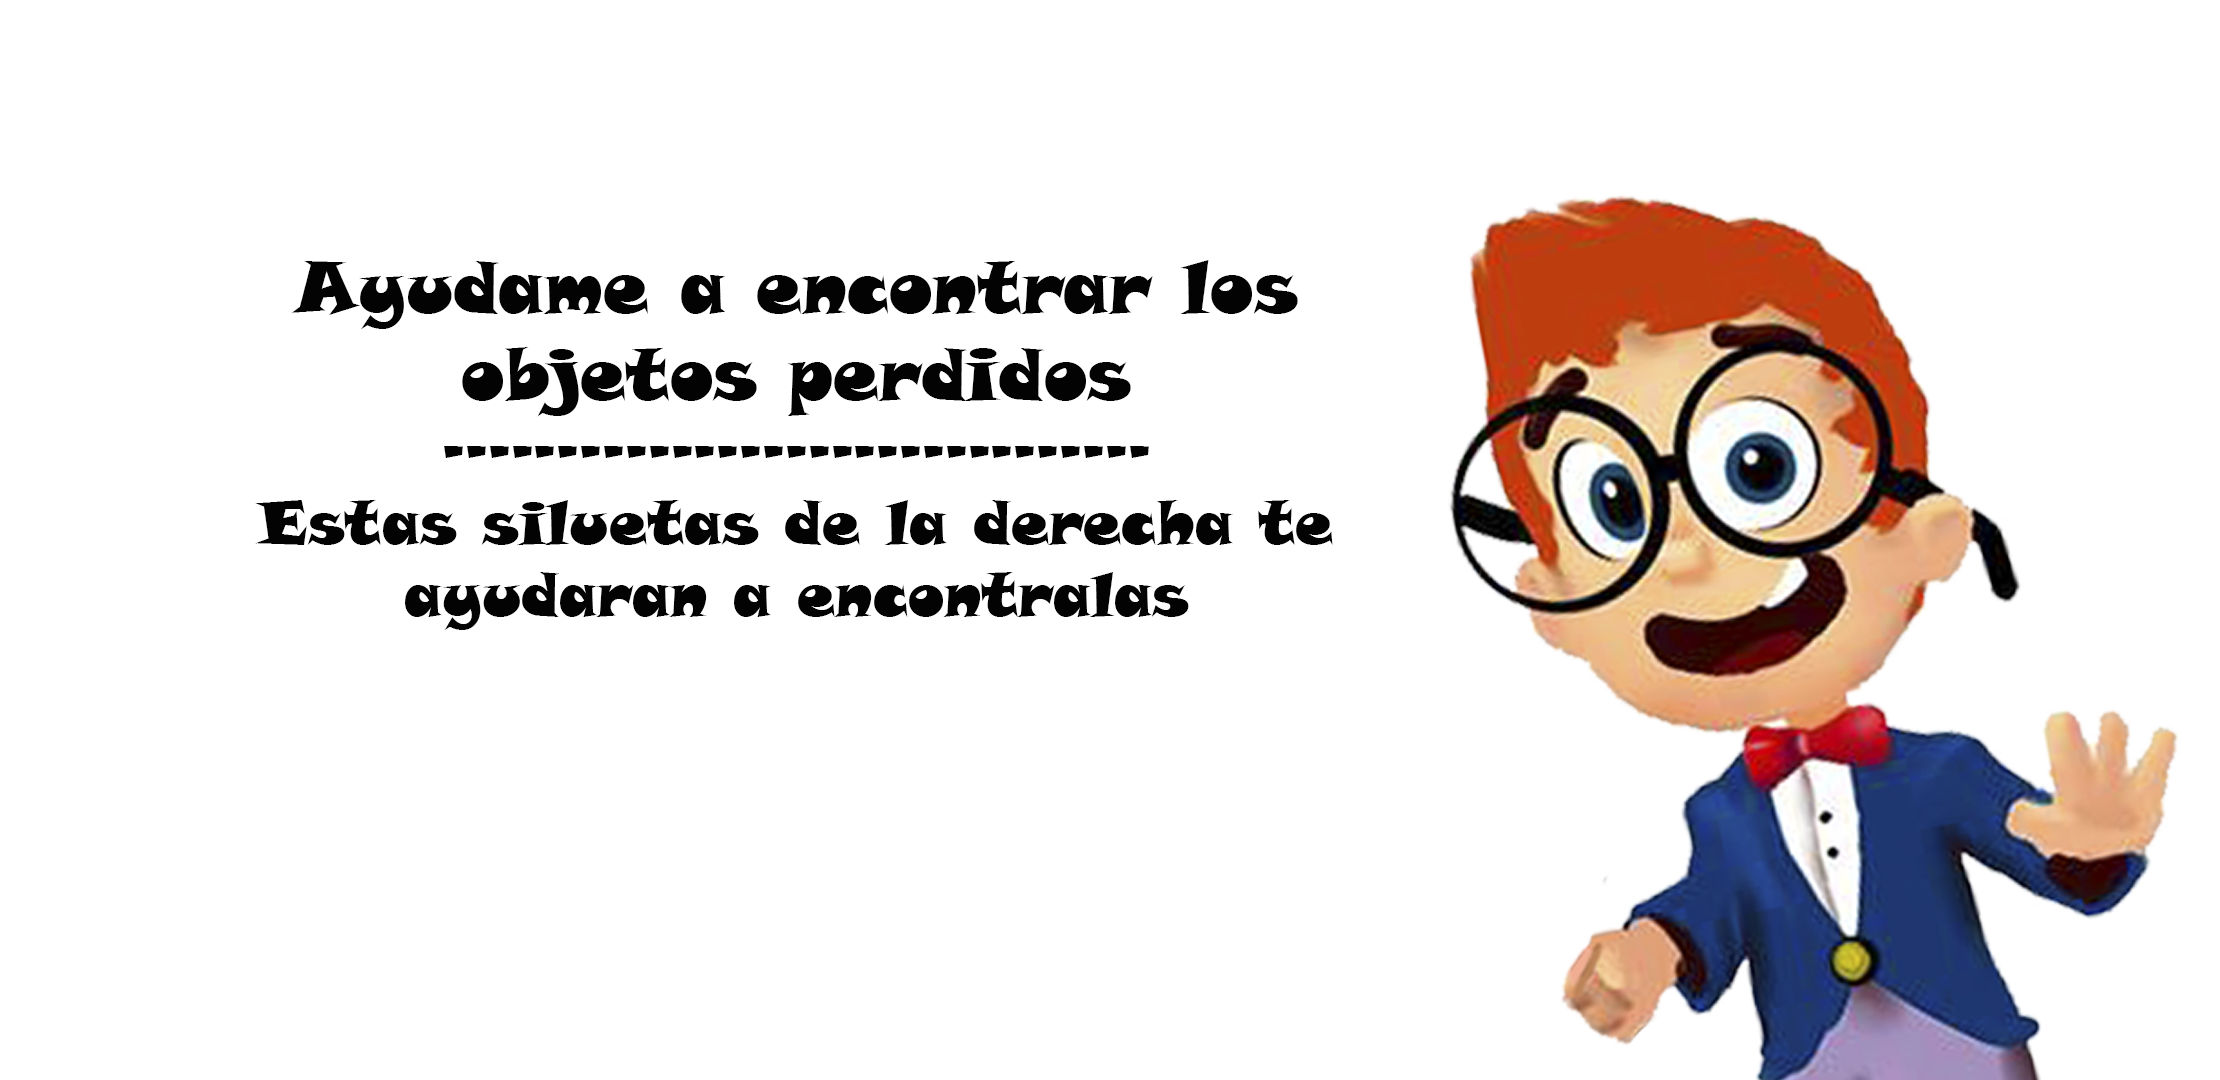 Ayudame a encontrar los
objetos perdidos
-------------------------------
Estas siluetas de la derecha te
ayudaran a encontralas